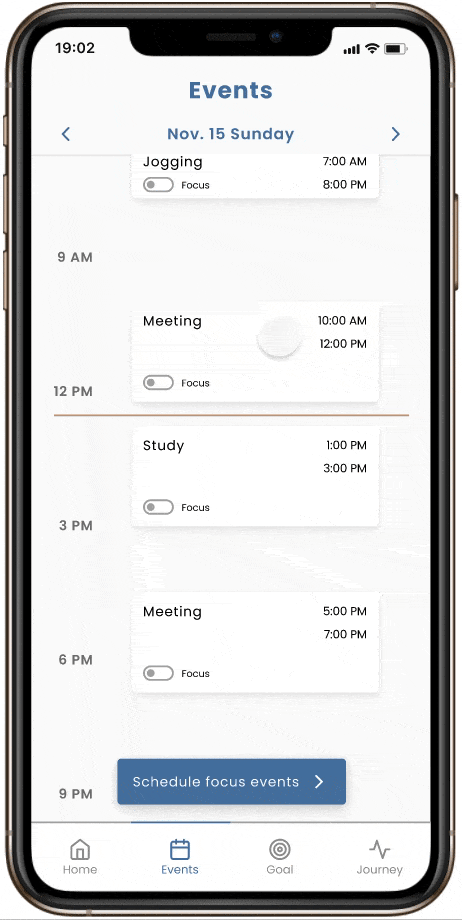 19:02
Events
Nov. 15 Sunday
Jogging 7:00 AM
Focus 8:00 PM
9 AM
Meeting 10:00 AM
12:00 PM
Focus
12 PM
Study 1:00 PM
3:00 PM
Focus
3 PM
Meeting 5:00 PM
7:00 PM
6 PM
Focus
Schedule focus events
9 PM
Home Events Goal Journey